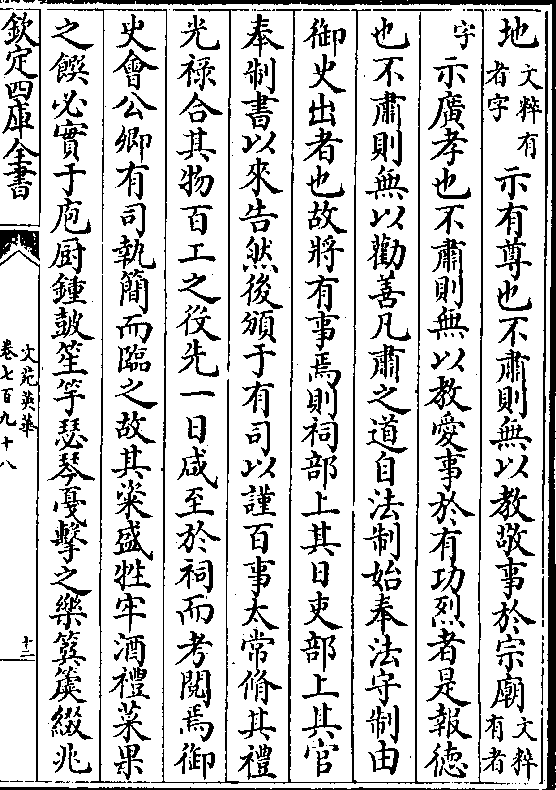 地文粹有者字示有尊也不肅則無以教敬事於宗廟文粹有者
字示廣孝也不肅則無以教愛事於有功烈者是報徳
也不肅則無以勸善凡肅之道自法制始奉法守制由
御史出者也故將有事焉則祠部上其日吏部上其官
奉制書以來告然後頒于有司以謹百事太常脩其禮
光禄合其物百工之役先一日咸至於祠而考閲焉御
史會公卿有司執簡而臨之故其粢盛牲牢酒禮菜果
之饌必實于庖厨鍾鼔笙竽瑟琴戞擊之樂簨簴綴兆
欽定四庫全書
文苑英華
卷七百九十八
十二